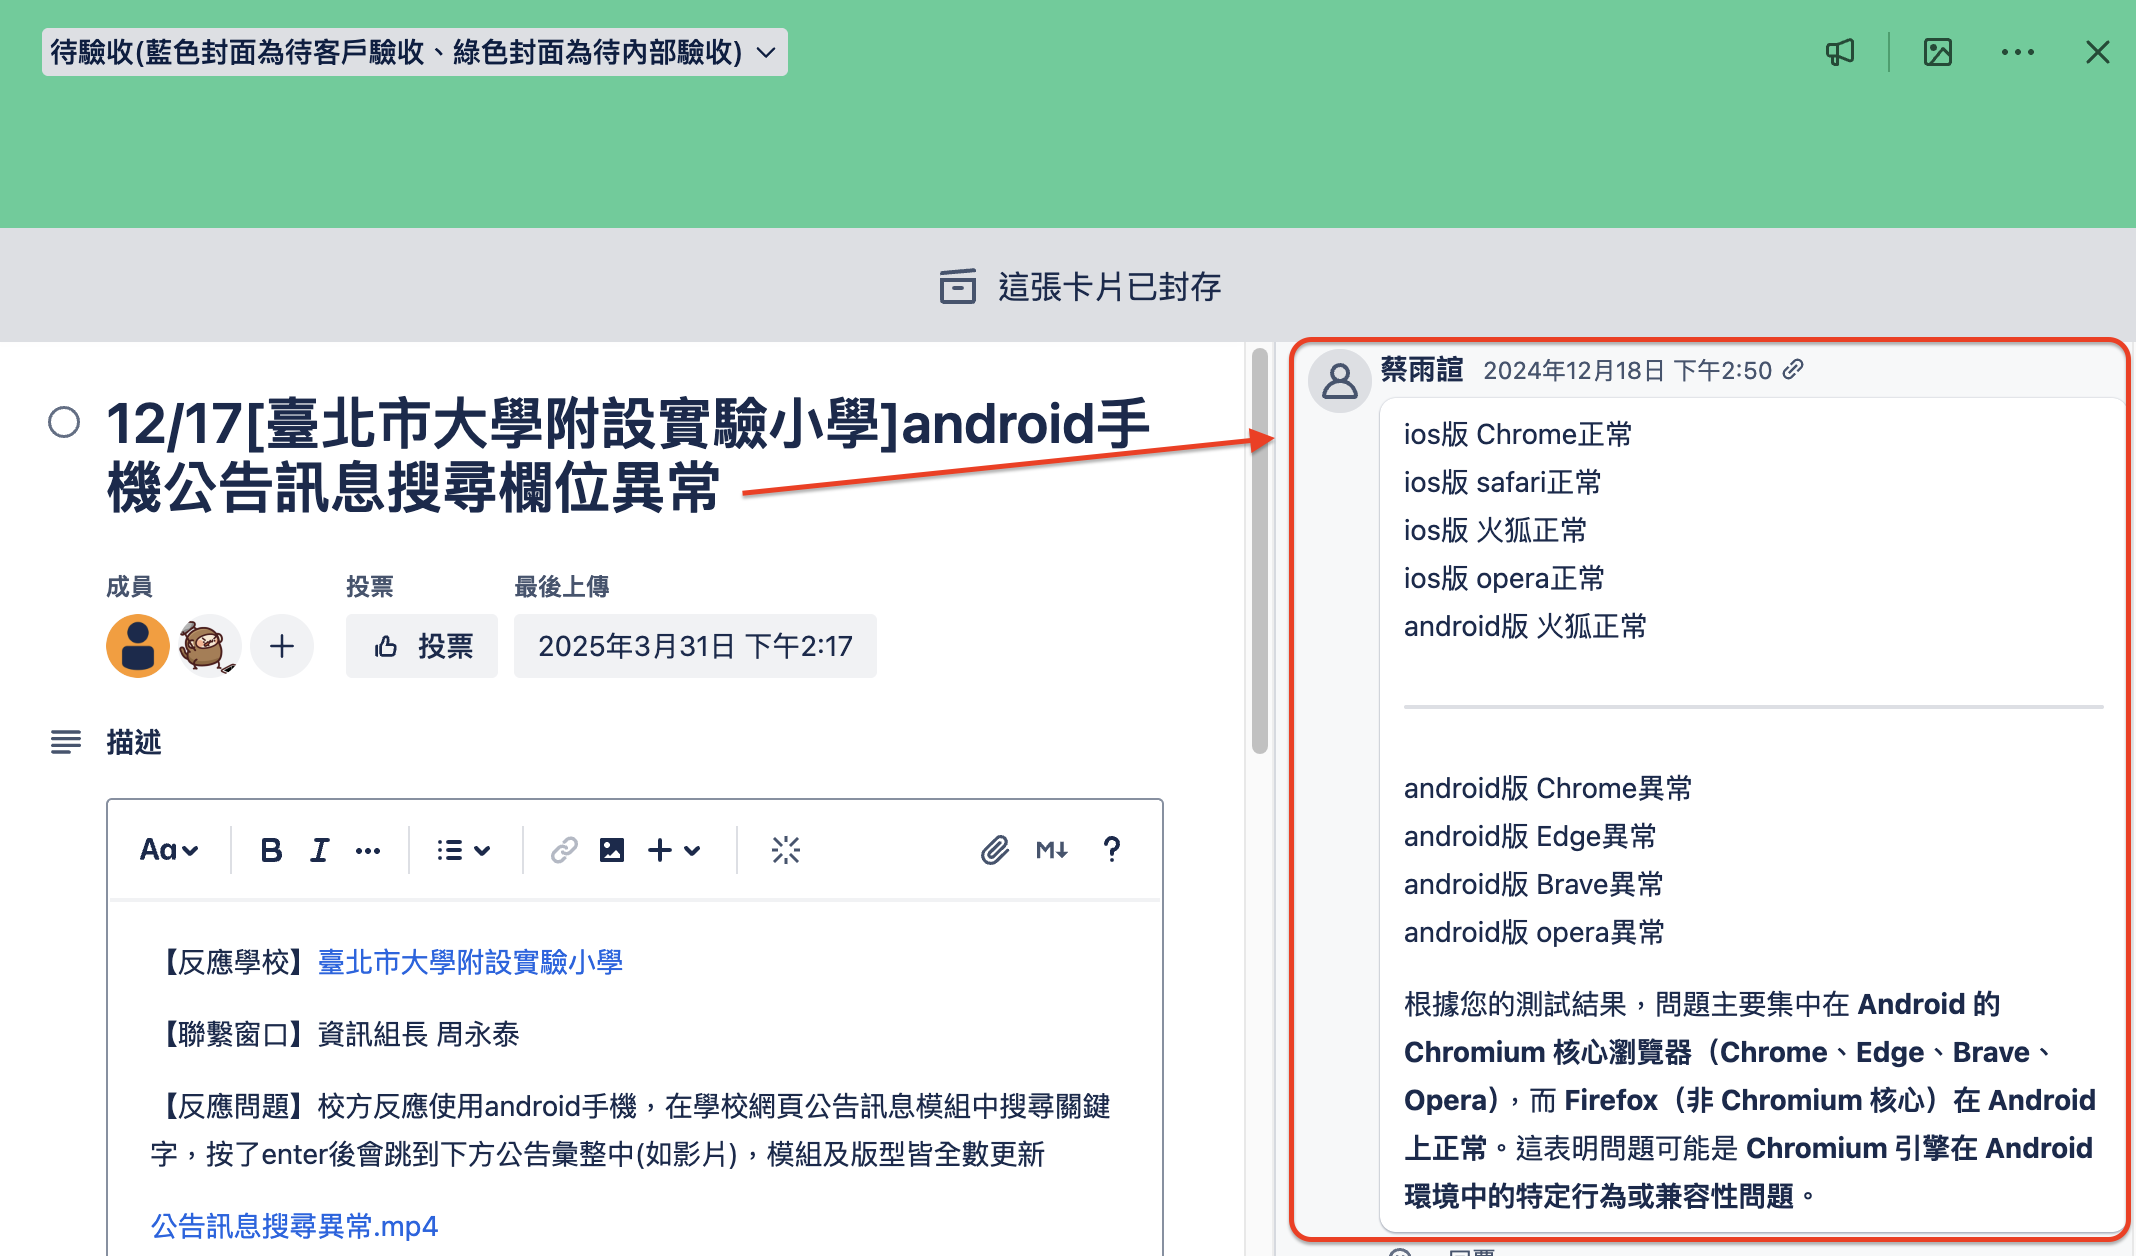 待驗收(藍色封面為待客戶驗收、綠色封面為待內部驗收)
這張卡片已封存
12/17[臺北市大學附設實驗小學]android手
機公告訊息搜尋欄位異常
成員
投票
最後上傳
投票
2025年3月31日 下午2:17
描述
Aa
B I
M↓ ?
【反應學校】臺北市大學附設實驗小學
【聯繫窗口】資訊組長 周永泰
【反應問題】校方反應使用android手機，在學校網頁公告訊息模組中搜尋關鍵
字，按了enter後會跳到下方公告彙整中(如影片)，模組及版型皆全數更新
公告訊息搜尋異常.mp4
蔡雨諠 2024年12月18日 下午2:50
ios版 Chrome正常
ios版 safari正常
ios版 火狐正常
ios版 opera正常
android版 火狐正常
android版 Chrome異常
android版 Edge異常
android版 Brave異常
android版 opera異常
根據您的測試結果，問題主要集中在 Android 的
Chromium 核心瀏覽器（Chrome、Edge、Brave、
Opera），而 Firefox（非 Chromium 核心）在 Android
上正常。這表明問題可能是 Chromium 引擎在 Android
環境中的特定行為或兼容性問題。